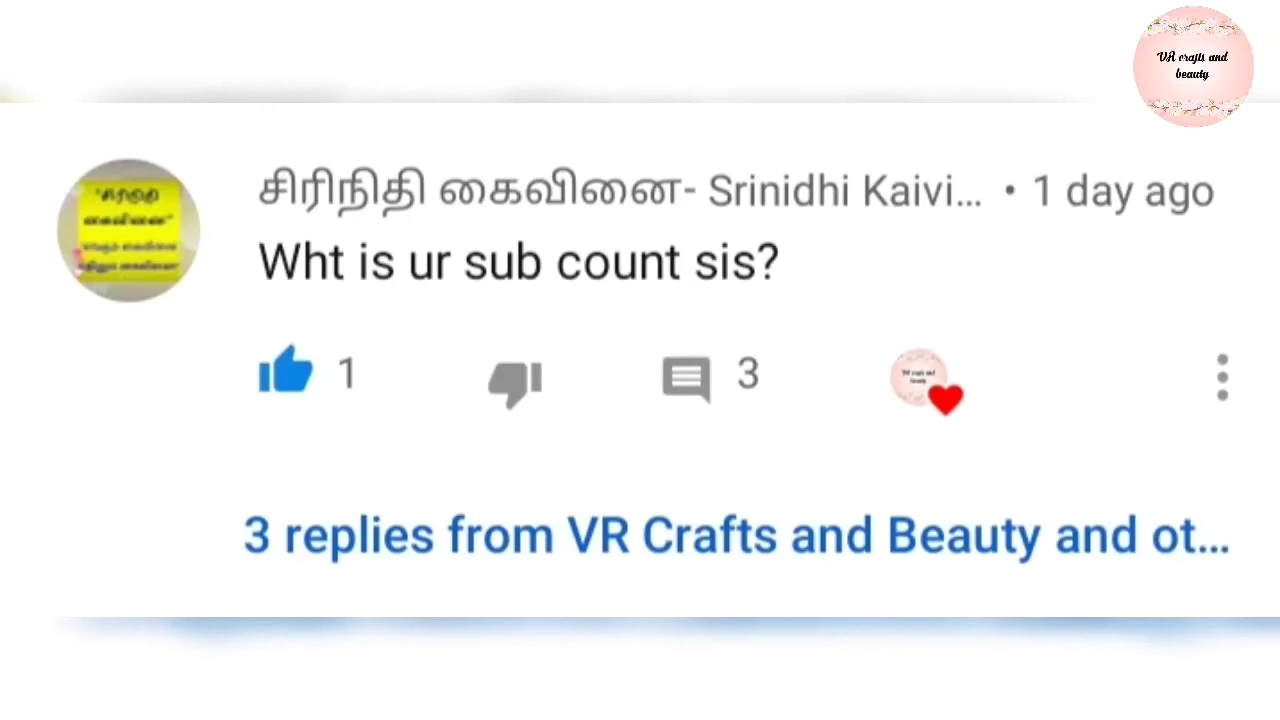 VR crafts and
beauty
சிரிநிதி கைவினை- Srinidhi Kaivi... • 1 day ago
"சிரிநிதி
கைவினை"
Wht is ur sub count sis?
1
3
3 replies from VR Crafts and Beauty and ot...